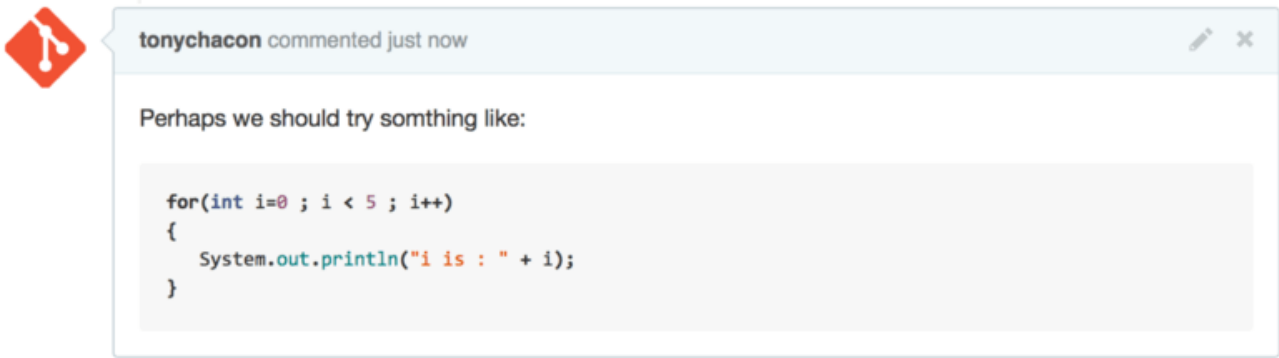 tonychacon commented just now
Perhaps we should try somthing like:
for(int i=0 ; i < 5 ; i++)
{
   System.out.println("i is : " + i);
}